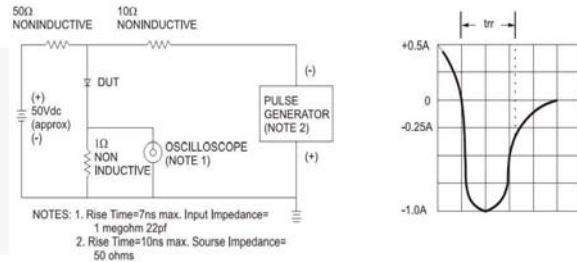 50Ω
NONINDUCTIVE
10Ω
NONINDUCTIVE
trr
+0.5A
(+)
50Vdc
(approx)
(-)
DUT
(-)
PULSE
GENERATOR
(NOTE 2)
(+)
0
-0.25A
1Ω
NON
INDUCTIVE
OSCILLOSCOPE
(NOTE 1)
-1.0A
NOTES: 1. Rise Time=7ns max. Input Impedance=
1 megohm 22pf
2. Rise Time=10ns max. Sourse Impedance=
50 ohms